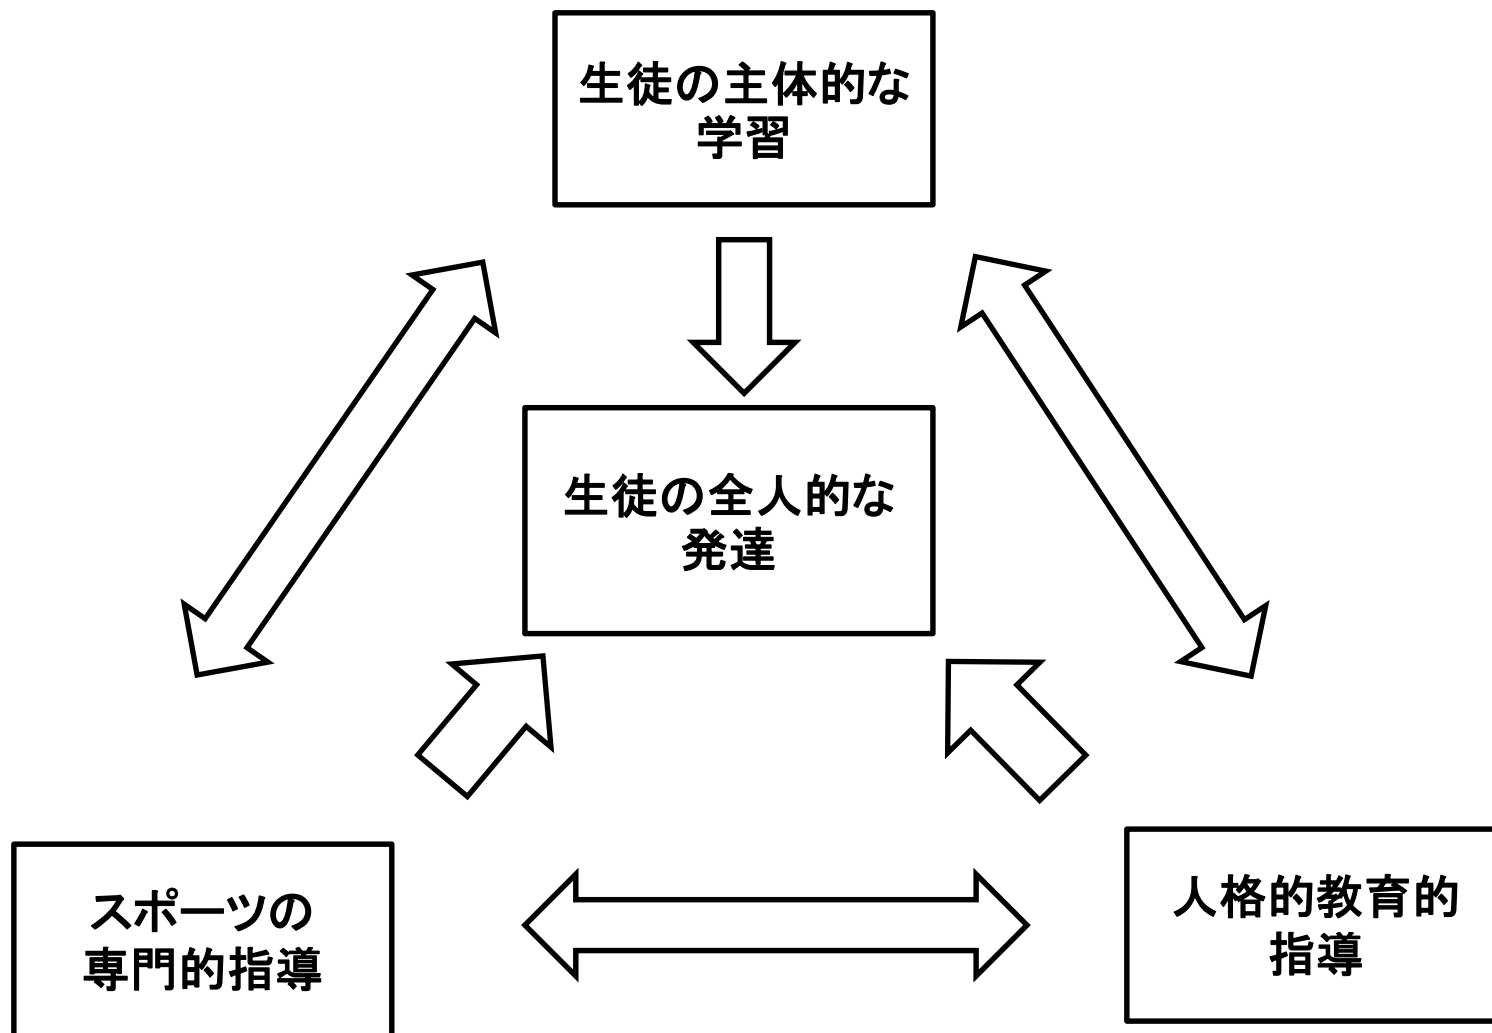 生徒の主体的な
学習
生徒の全人的な
発達
スポーツの
専門的指導
人格的教育的
指導